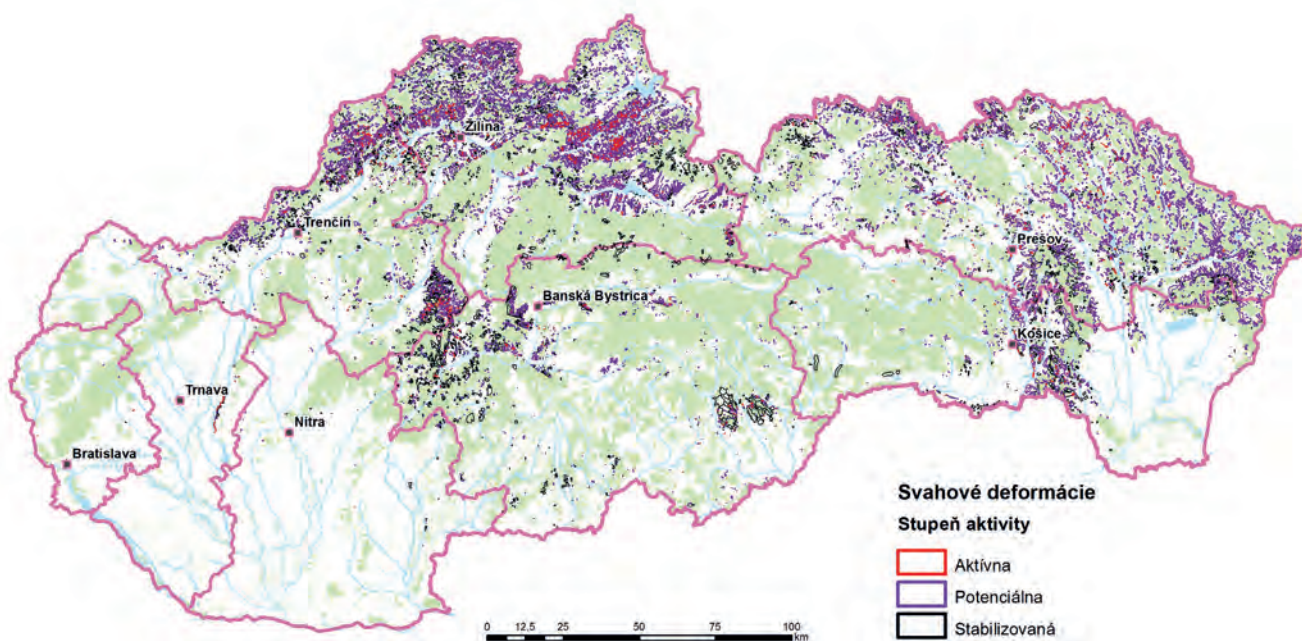 Žilina
Trenčín
Prešov
Banská Bystrica
Košice
Trnava
Nitra
Bratislava
Svahové deformácie
Stupeň aktivity
Aktívna
Potenciálna
Stabilizovaná
0 12,5 25 50 75 100
km